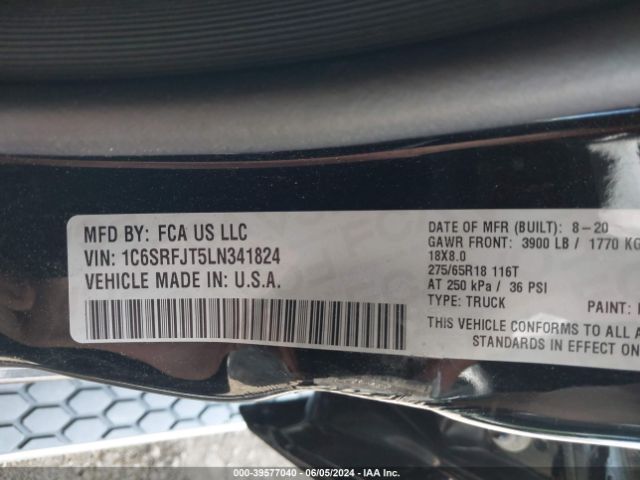 MFD BY: FCA US LLC
VIN: 1C6SRFJT5LN341824
VEHICLE MADE IN: U.S.A.
DATE OF MFR (BUILT): 8-20
GAWR FRONT: 3900 LB / 1770 KG
18X8.0
275/65R18 116T
AT 250 kPa / 36 PSI
TYPE: TRUCK PAINT:
THIS VEHICLE CONFORMS TO A
STANDARDS IN EFFECT ON
000-39577040 - 06/05/2024 - IAA Inc.